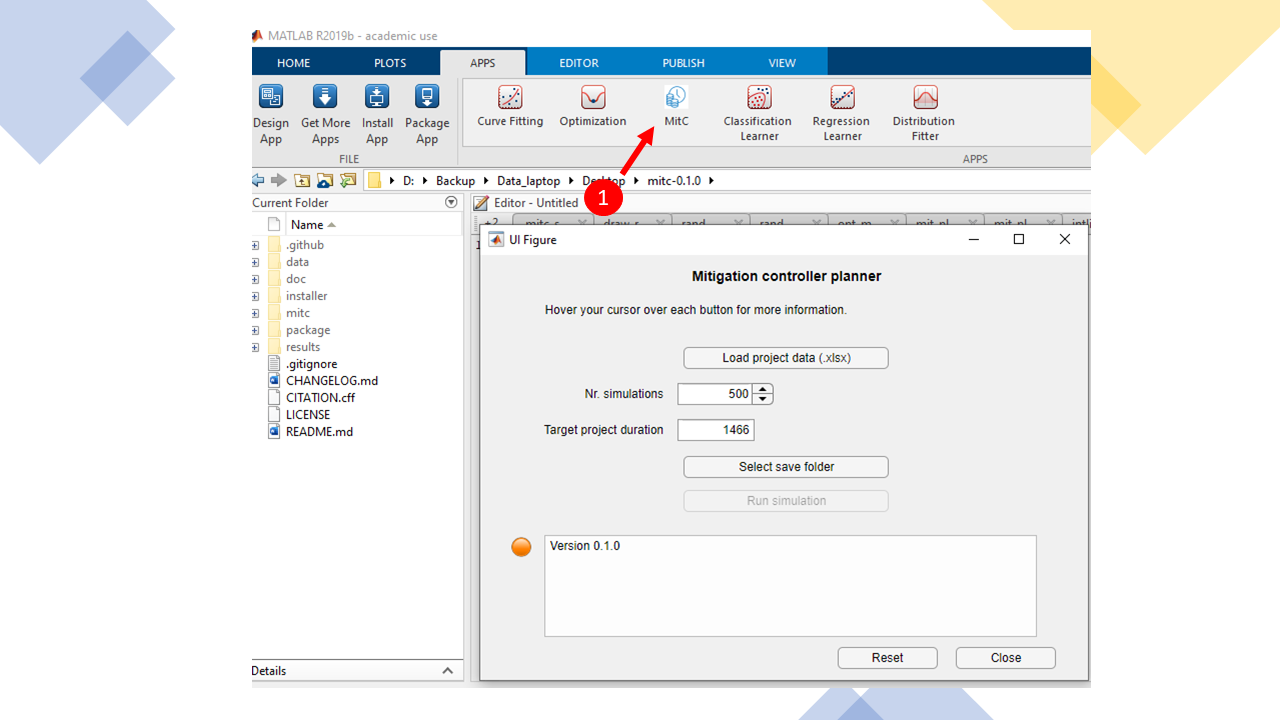 MATLAB R2019b - academic use
HOME PLOTS APPS EDITOR PUBLISH VIEW
Design App
Get More Apps
Install App
Package App
Curve Fitting
Optimization
MitC
Classification Learner
Regression Learner
Distribution Fitter
FILE
APPS
D: Backup Data_laptop Desktop mitc-0.1.0
1
Current Folder
Editor - Untitled
Name
.github
data
doc
installer
mitc
package
results
.gitignore
CHANGELOG.md
CITATION.cff
LICENSE
README.md
Details
+2
UI Figure
Mitigation controller planner
Hover your cursor over each button for more information.
Load project data (.xlsx)
Nr. simulations 500
Target project duration 1466
Select save folder
Run simulation
Version 0.1.0
Reset Close